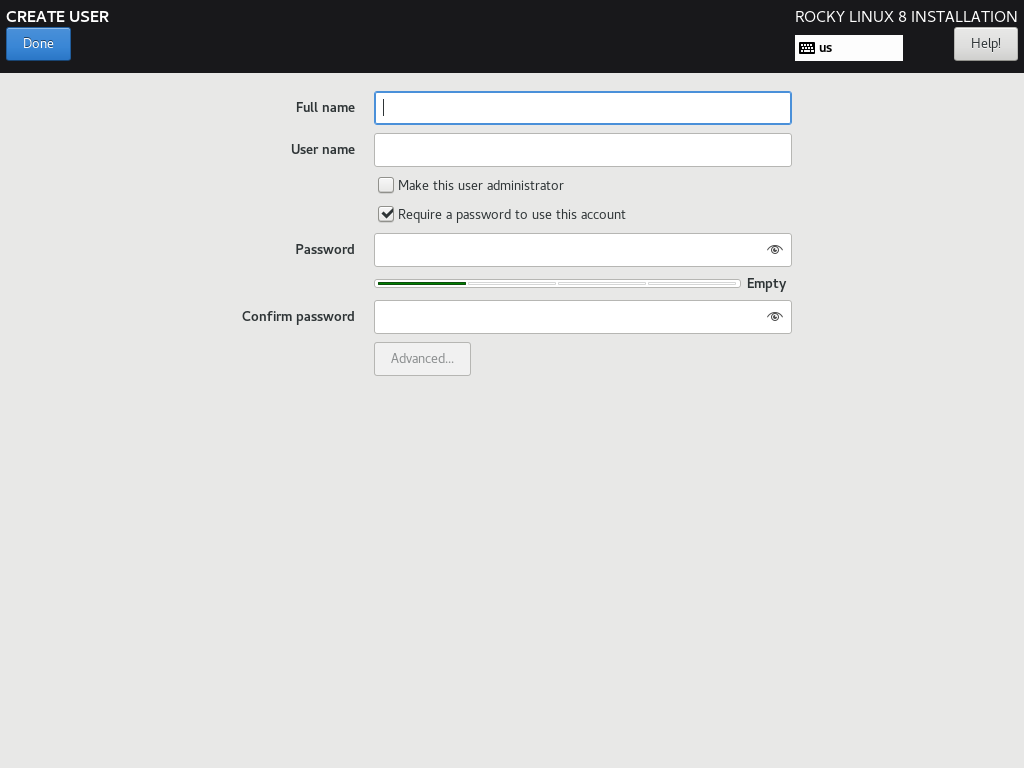 CREATE USER
ROCKY LINUX 8 INSTALLATION
Done
us
Help!
Full name
User name
Make this user administrator
Require a password to use this account
Password
Empty
Confirm password
Advanced...